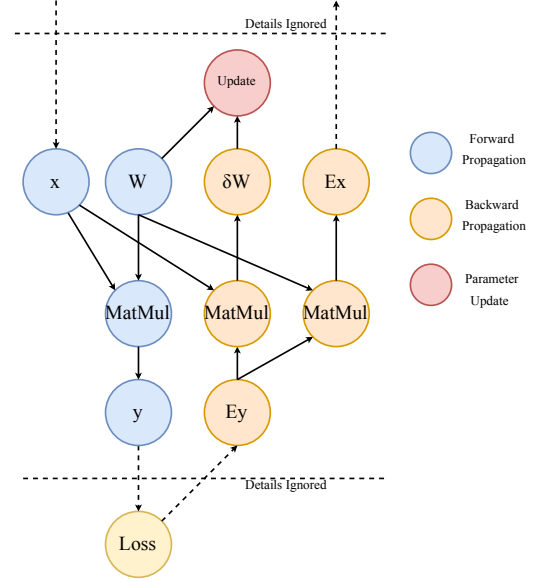 Details Ignored
Update
x
W
δW
Ex
MatMul
MatMul
MatMul
y
Ey
Details Ignored
Loss
Forward
Propagation
Backward
Propagation
Parameter
Update